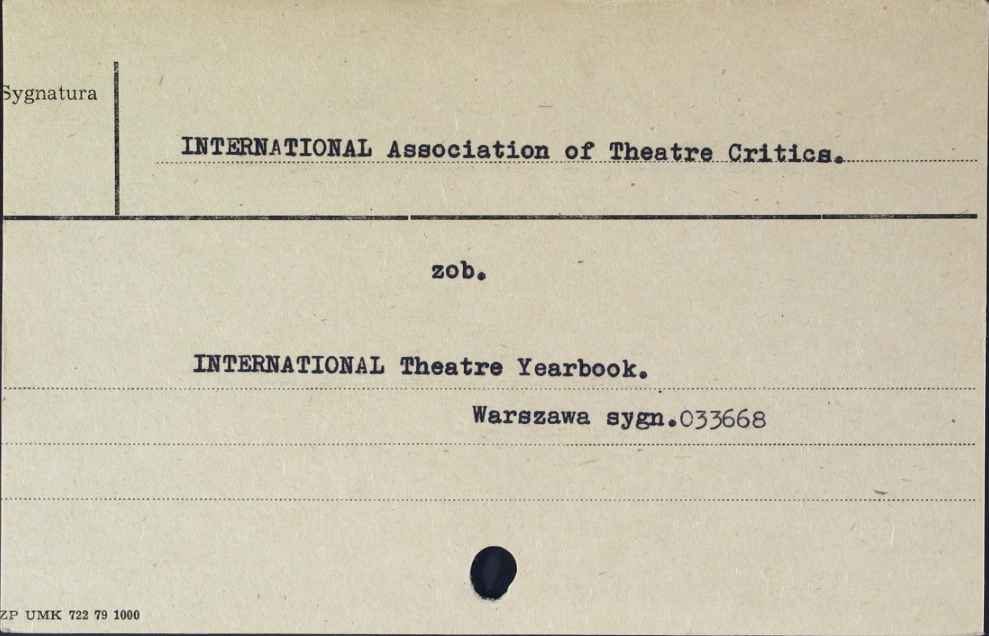 Sygnatura
INTERNATIONAL Association of Theatre Critics.
zob.
INTERNATIONAL Theatre Yearbook.
Warszawa sygn.033668
ZP UMK 722 79 1000